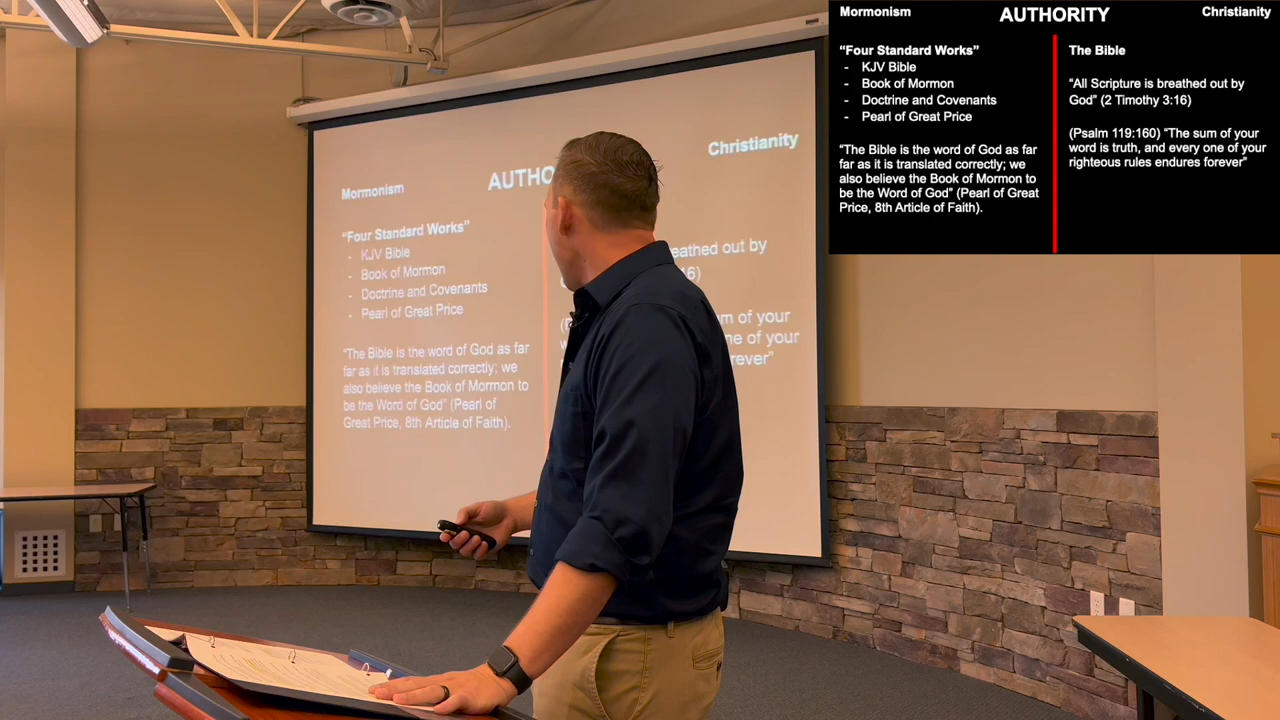 Mormonism
AUTHORITY
Christianity
“Four Standard Works”
- KJV Bible
- Book of Mormon
- Doctrine and Covenants
- Pearl of Great Price
“The Bible is the word of God as far
far as it is translated correctly; we
also believe the Book of Mormon to
be the Word of God” (Pearl of Great
Price, 8th Article of Faith).
The Bible
“All Scripture is breathed out by
God” (2 Timothy 3:16)
(Psalm 119:160) “The sum of your
word is truth, and every one of your
righteous rules endures forever”
Mormonism
AUTHO
Christianity
“Four Standard Works”
- KJV Bible
- Book of Mormon
- Doctrine and Covenants
- Pearl of Great Price
“The Bible is the word of God as far
far as it is translated correctly; we
also believe the Book of Mormon to
be the Word of God” (Pearl of
Great Price, 8th Article of Faith).
eathed out by
16)
m of your
ne of your
rever”